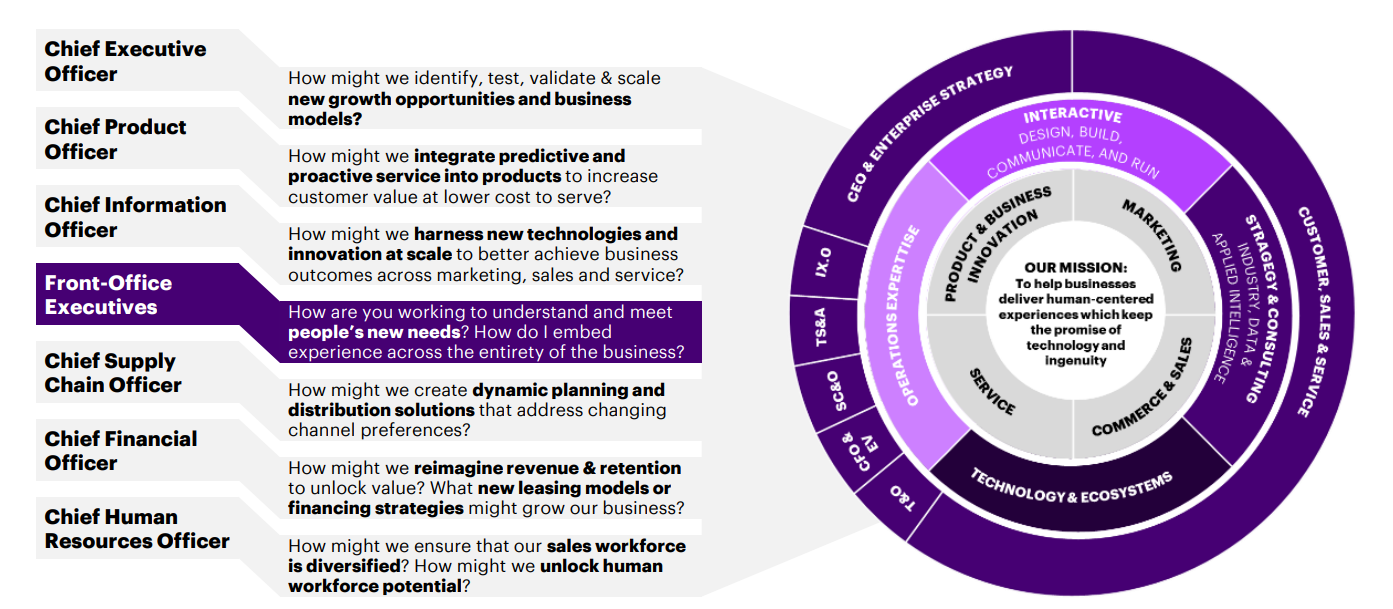 Chief Executive
Officer
How might we identify, test, validate & scale
new growth opportunities and business
models?
Chief Product
Officer
How might we integrate predictive and
proactive service into products to increase
customer value at lower cost to serve?
Chief Information
Officer
How might we harness new technologies and
innovation at scale to better achieve business
outcomes across marketing, sales and service?
Front-Office
Executives
How are you working to understand and meet
people’s new needs? How do I embed
experience across the entirety of the business?
Chief Supply
Chain Officer
How might we create dynamic planning and
distribution solutions that address changing
channel preferences?
Chief Financial
Officer
How might we reimagine revenue & retention
to unlock value? What new leasing models or
financing strategies might grow our business?
Chief Human
Resources Officer
How might we ensure that our sales workforce
is diversified? How might we unlock human
workforce potential?
CEO & ENTERPRISE STRATEGY
IX.O
TS&A
SC&O
CFO &
EV
T&O
CUSTOMER, SALES & SERVICE
INTERACTIVE
DESIGN, BUILD,
COMMUNICATE, AND RUN
OPERATIONS EXPERTTISE
STRAGEGY & CONSULTING
INDUSTRY, DATA &
APPLIED INTELLIGENCE
TECHNOLOGY & ECOSYSTEMS
PRODUCT & BUSINESS
INNOVATION
MARKETING
SERVICE
COMMERCE & SALES
OUR MISSION:
To help businesses
deliver human-centered
experiences which keep
the promise of
technology and
ingenuity